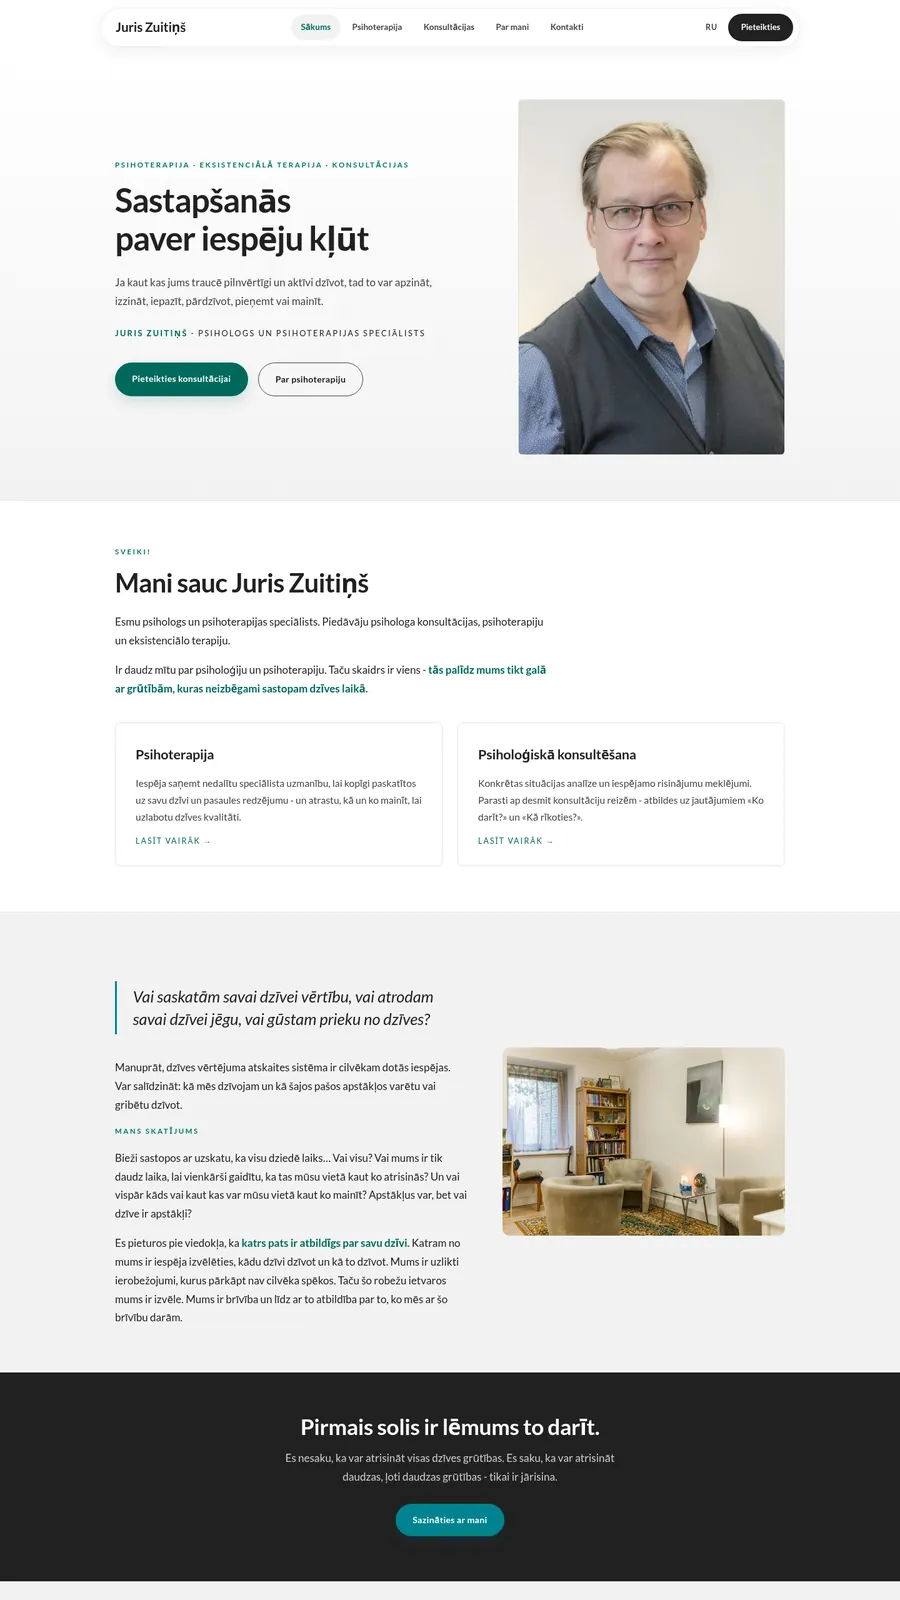 Juris Zuitiņš
Sākums Psihoterapija Konsultācijas Par mani Kontakti
RU Pieteikties
PSIHOTERAPIJA · EKSISTENCIĀLĀ TERAPIJA · KONSULTĀCIJAS
Sastapšanās
paver iespēju kļūt
Ja kaut kas jums traucē pilnvērtīgi un aktīvi dzīvot, tad to var apzināt,
izzināt, iepazīt, pārdzīvot, pieņemt vai mainīt.
JURIS ZUITIŅŠ - PSIHOLOGS UN PSIHOTERAPIJAS SPECIĀLISTS
Pieteikties konsultācijai
Par psihoterapiju
SVEIKI!
Mani sauc Juris Zuitiņš
Esmu psihologs un psihoterapijas speciālists. Piedāvāju psihologa konsultācijas, psihoterapiju
un eksistenciālo terapiju.
Ir daudz mītu par psiholoģiju un psihoterapiju. Taču skaidrs ir viens - tās palīdz mums tikt galā
ar grūtībām, kuras neizbēgami sastopam dzīves laikā.
Psihoterapija
Iespēja saņemt nedalītu speciālista uzmanību, lai kopīgi paskatītos
uz savu dzīvi un pasaules redzējumu - un atrastu, kā un ko mainīt, lai
uzlabotu dzīves kvalitāti.
LASĪT VAIRĀK →
Psiholoģiskā konsultēšana
Konkrētas situācijas analīze un iespējamo risinājumu meklējumi.
Parasti ap desmit konsultāciju reizēm - atbildes uz jautājumiem «Ko
darīt?» un «Kā rīkoties?».
LASĪT VAIRĀK →
Vai saskatām savai dzīvei vērtību, vai atrodam
savai dzīvei jēgu, vai gūstam prieku no dzīves?
Manuprāt, dzīves vērtējuma atskaites sistēma ir cilvēkam dotās iespējas.
Var salīdzināt: kā mēs dzīvojam un kā šajos pašos apstākļos varētu vai
gribētu dzīvot.
MANS SKATĪJUMS
Bieži sastopos ar uzskatu, ka visu dziedē laiks... Vai visu? Vai mums ir tik
daudz laika, lai vienkārši gaidītu, ka tas mūsu vietā kaut ko atrisinās? Un vai
vispār kāds vai kaut kas var mūsu vietā kaut ko mainīt? Apstākļus var, bet vai
dzīve ir apstākļi?
Es pieturos pie viedokļa, ka katrs pats ir atbildīgs par savu dzīvi. Katram no
mums ir iespēja izvēlēties, kādu dzīvi dzīvot un kā to dzīvot. Mums ir uzlikti
ierobežojumi, kurus pārkāpt nav cilvēka spēkos. Taču šo robežu ietvaros
mums ir izvēle. Mums ir brīvība un līdz ar to atbildība par to, ko mēs ar šo
brīvību darām.
Pirmais solis ir lēmums to darīt.
Es nesaku, ka var atrisināt visas dzīves grūtības. Es saku, ka var atrisināt
daudzas, ļoti daudzas grūtības - tikai ir jārisina.
Sazināties ar mani